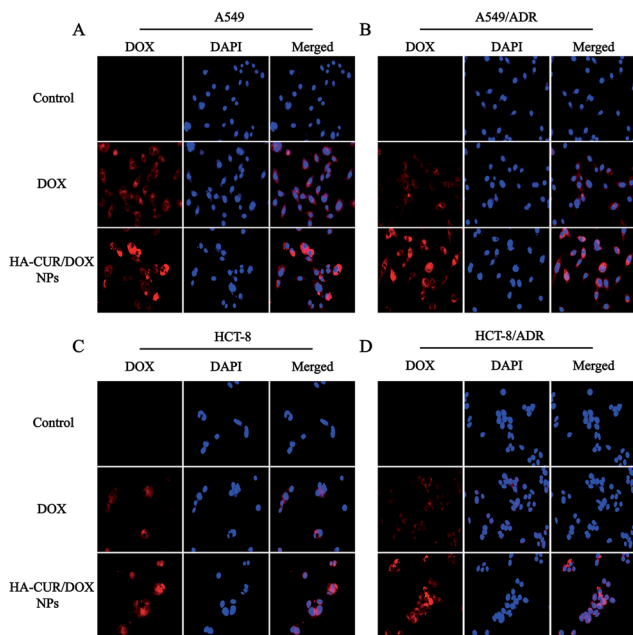 A
A549
DOX
DAPI
Merged
Control
DOX
HA-CUR/DOX
NPs
B
A549/ADR
DOX
DAPI
Merged
C
HCT-8
DOX
DAPI
Merged
Control
DOX
HA-CUR/DOX
NPs
D
HCT-8/ADR
DOX
DAPI
Merged